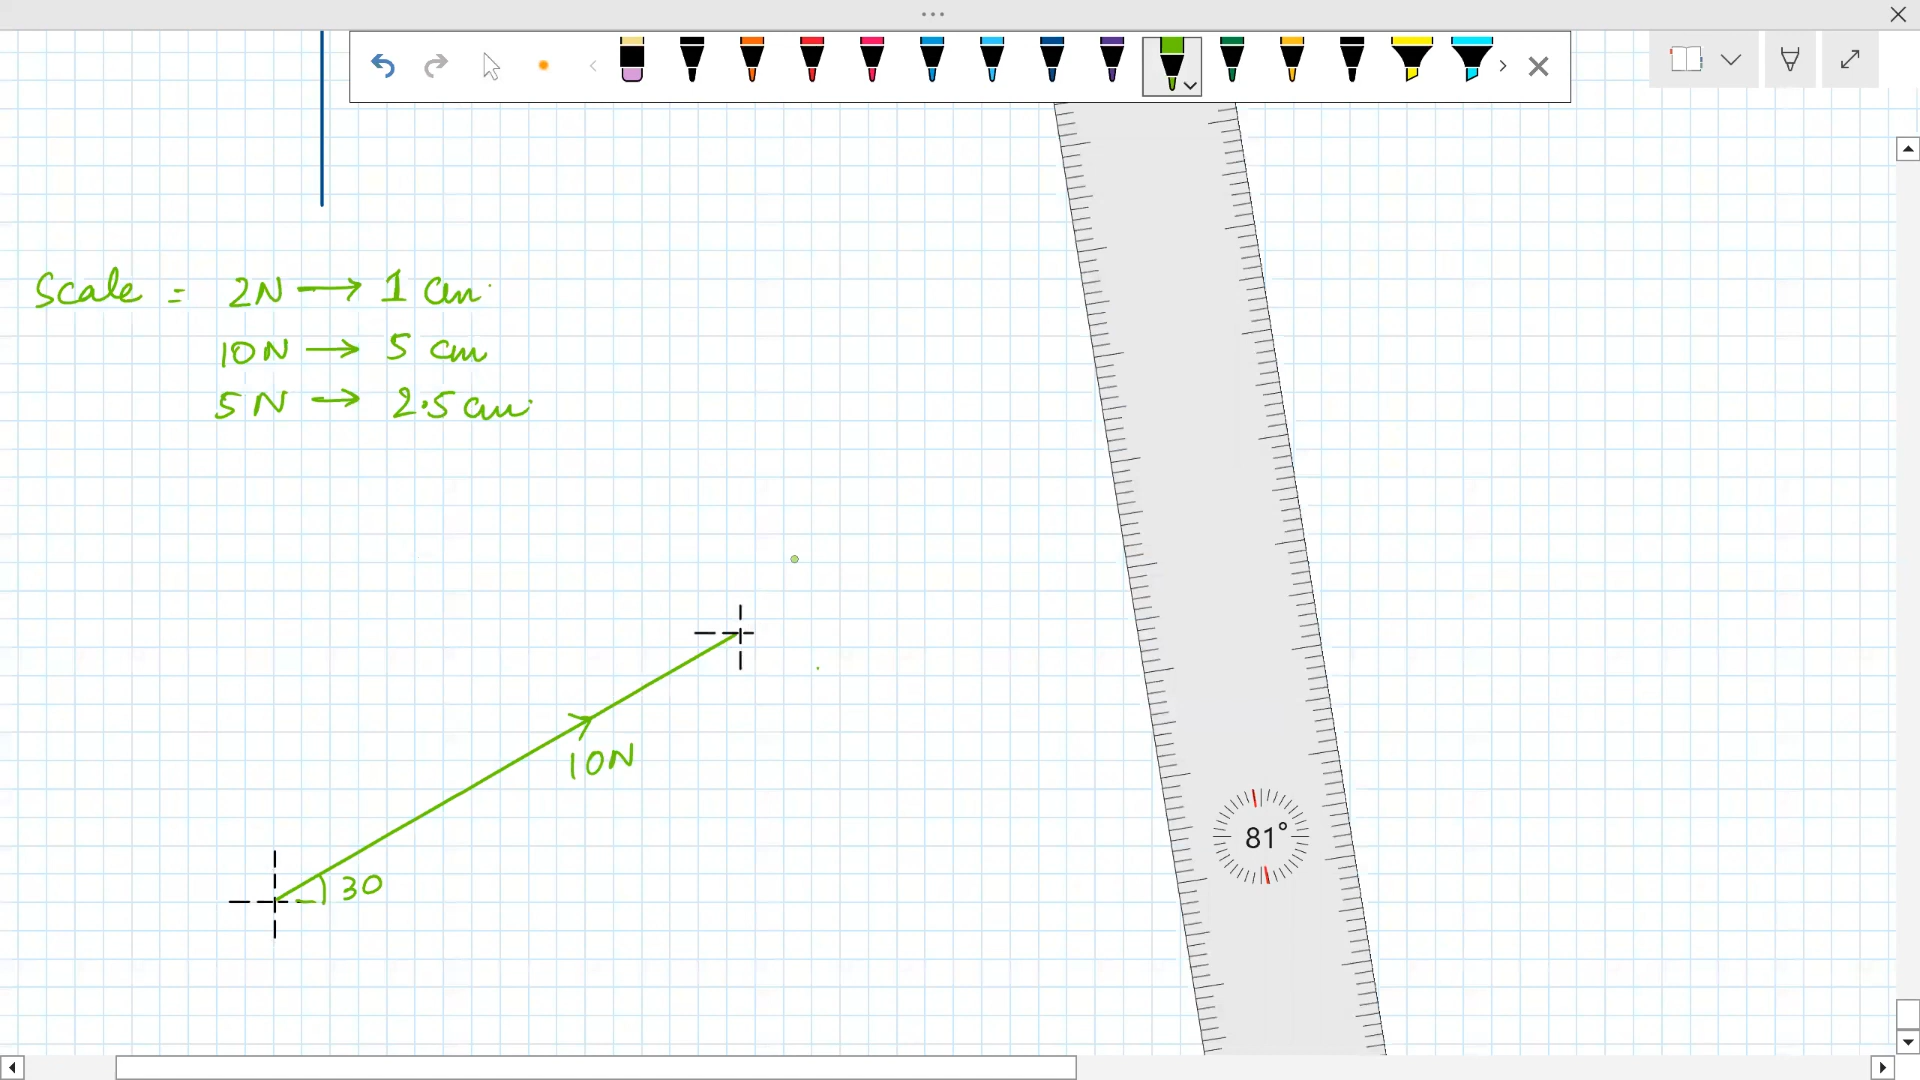 Scale = 2N → 1 cm.
10N → 5 cm
5N → 2.5 cm.
10N
30
81°